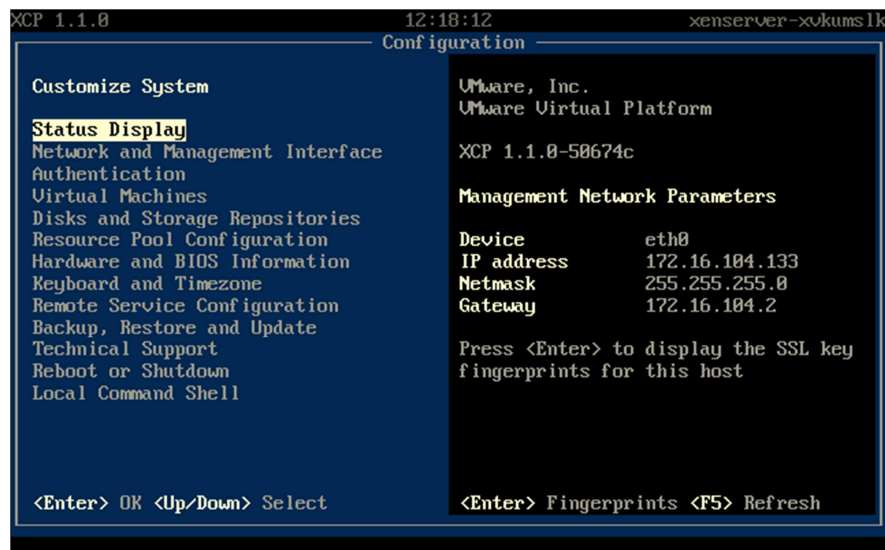 XCP 1.1.0 12:18:12 xenserver-xvkumslk
Configuration
Customize System
Status Display
Network and Management Interface
Authentication
Virtual Machines
Disks and Storage Repositories
Resource Pool Configuration
Hardware and BIOS Information
Keyboard and Timezone
Remote Service Configuration
Backup, Restore and Update
Technical Support
Reboot or Shutdown
Local Command Shell
<Enter> OK <Up/Down> Select
VMware, Inc.
VMware Virtual Platform
XCP 1.1.0-50674c
Management Network Parameters
Device eth0
IP address 172.16.104.133
Netmask 255.255.255.0
Gateway 172.16.104.2
Press <Enter> to display the SSL key
fingerprints for this host
<Enter> Fingerprints <F5> Refresh